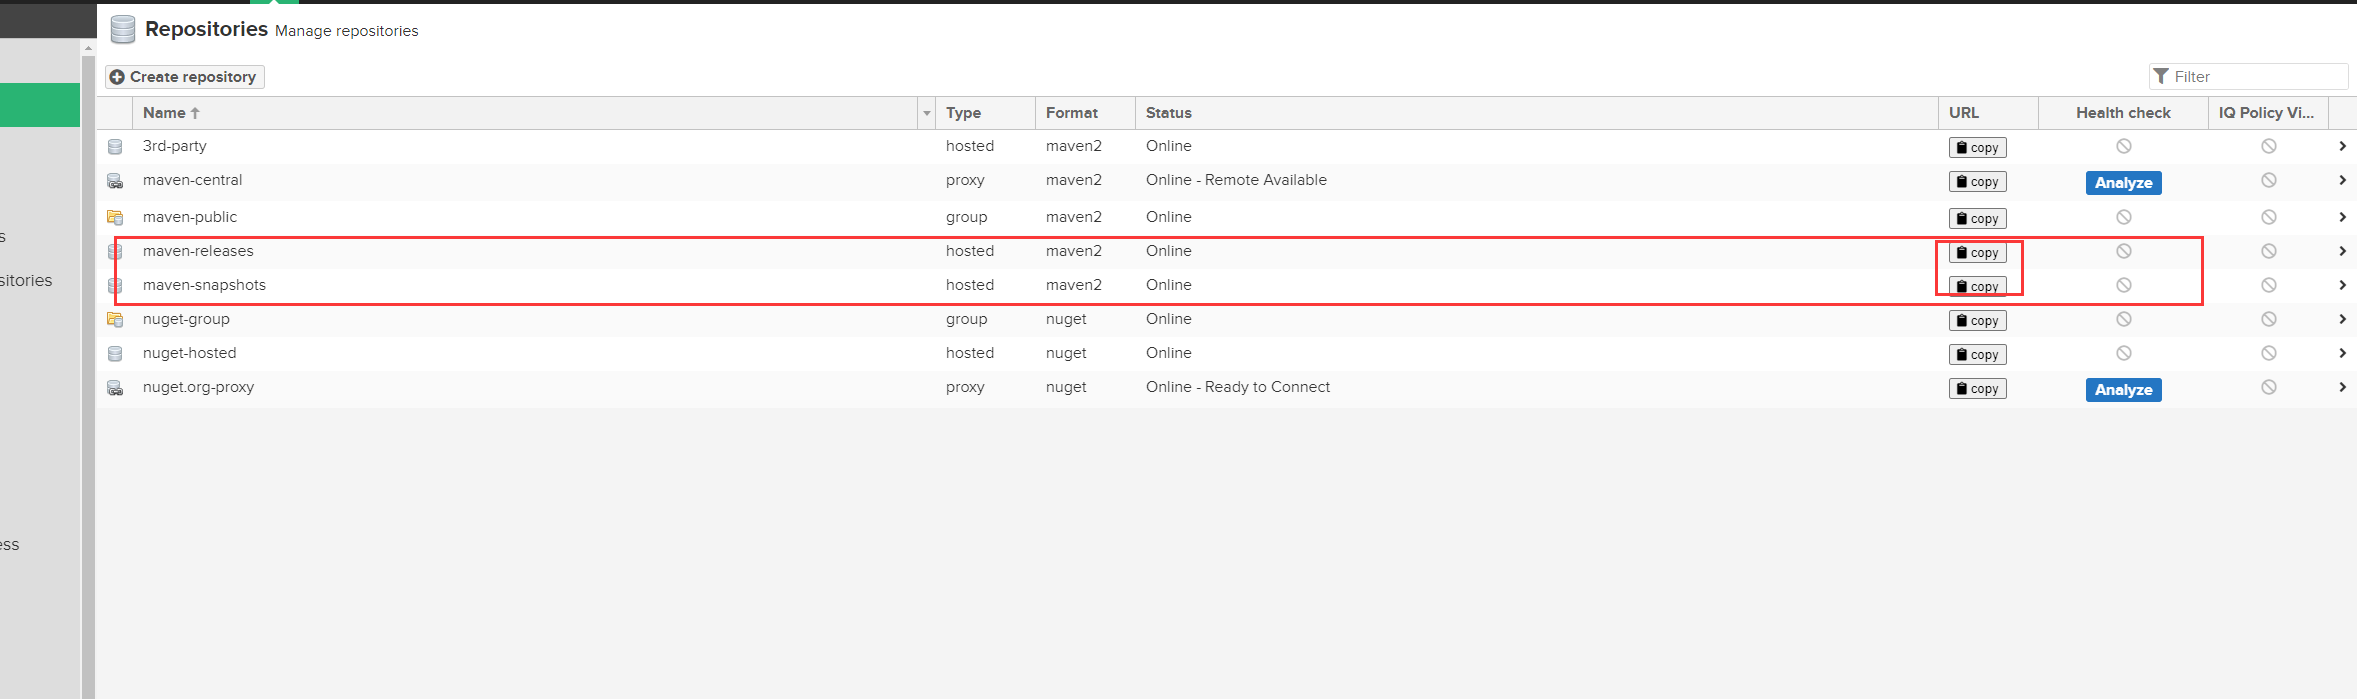 Repositories Manage repositories
Create repository
Filter
Name Type Format Status URL Health check IQ Policy Vi...
3rd-party hosted maven2 Online copy
maven-central proxy maven2 Online - Remote Available copy Analyze
maven-public group maven2 Online copy
maven-releases hosted maven2 Online copy
maven-snapshots hosted maven2 Online copy
nuget-group group nuget Online copy
nuget-hosted hosted nuget Online copy
nuget.org-proxy proxy nuget Online - Ready to Connect copy Analyze
s
sitories
ess